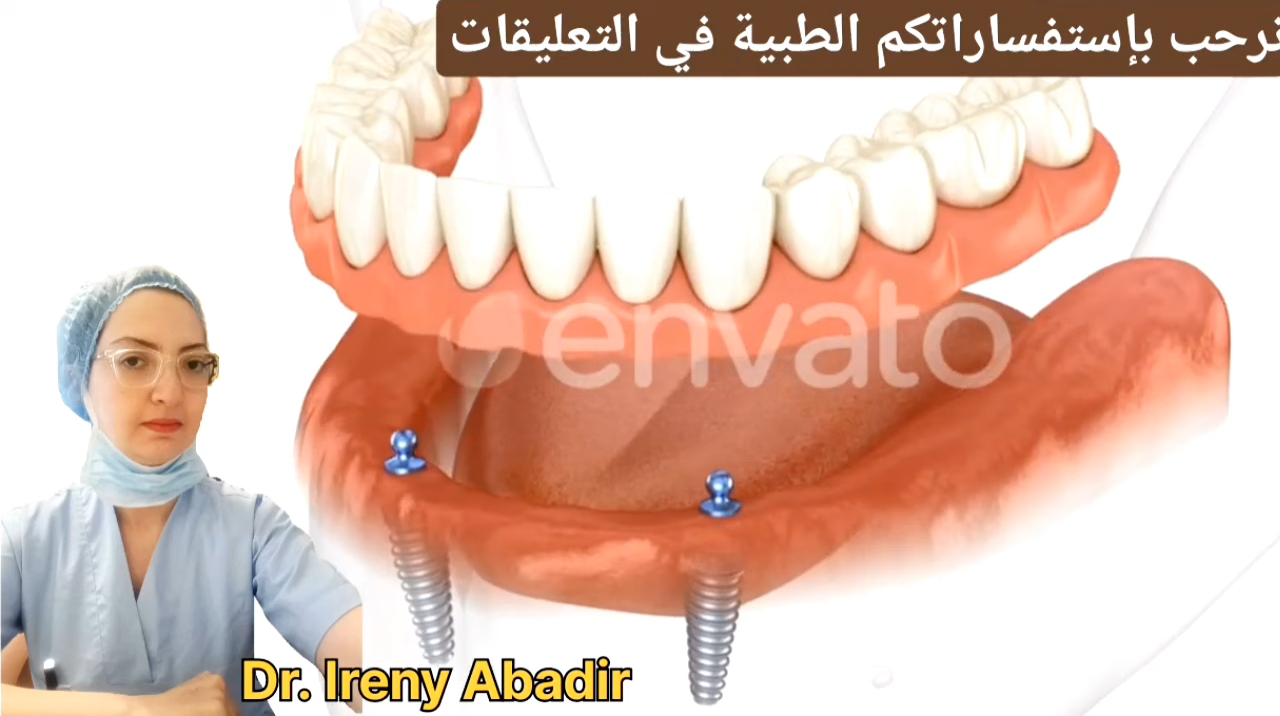 نرحب بإستفساراتكم الطبية في التعليقات
envato
Dr. Ireny Abadir